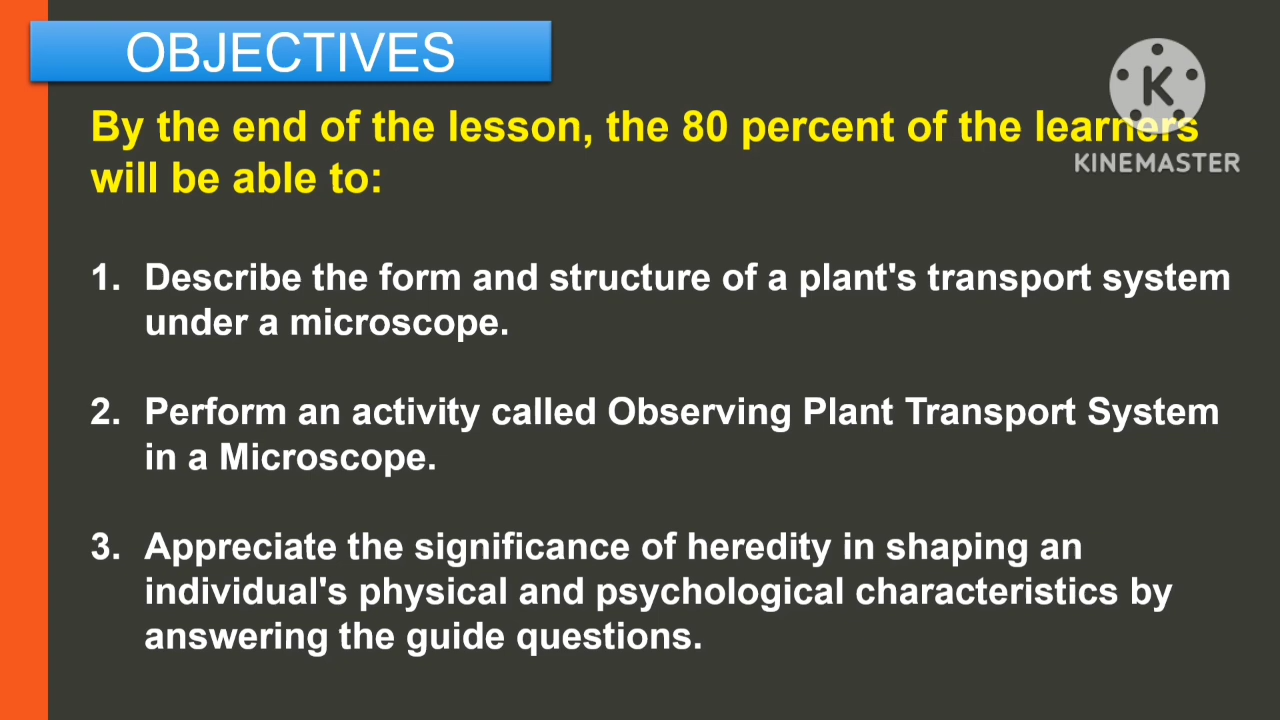 OBJECTIVES
By the end of the lesson, the 80 percent of the learners
will be able to:
K
KINEMASTER
1. Describe the form and structure of a plant's transport system
under a microscope.
2. Perform an activity called Observing Plant Transport System
in a Microscope.
3. Appreciate the significance of heredity in shaping an
individual's physical and psychological characteristics by
answering the guide questions.